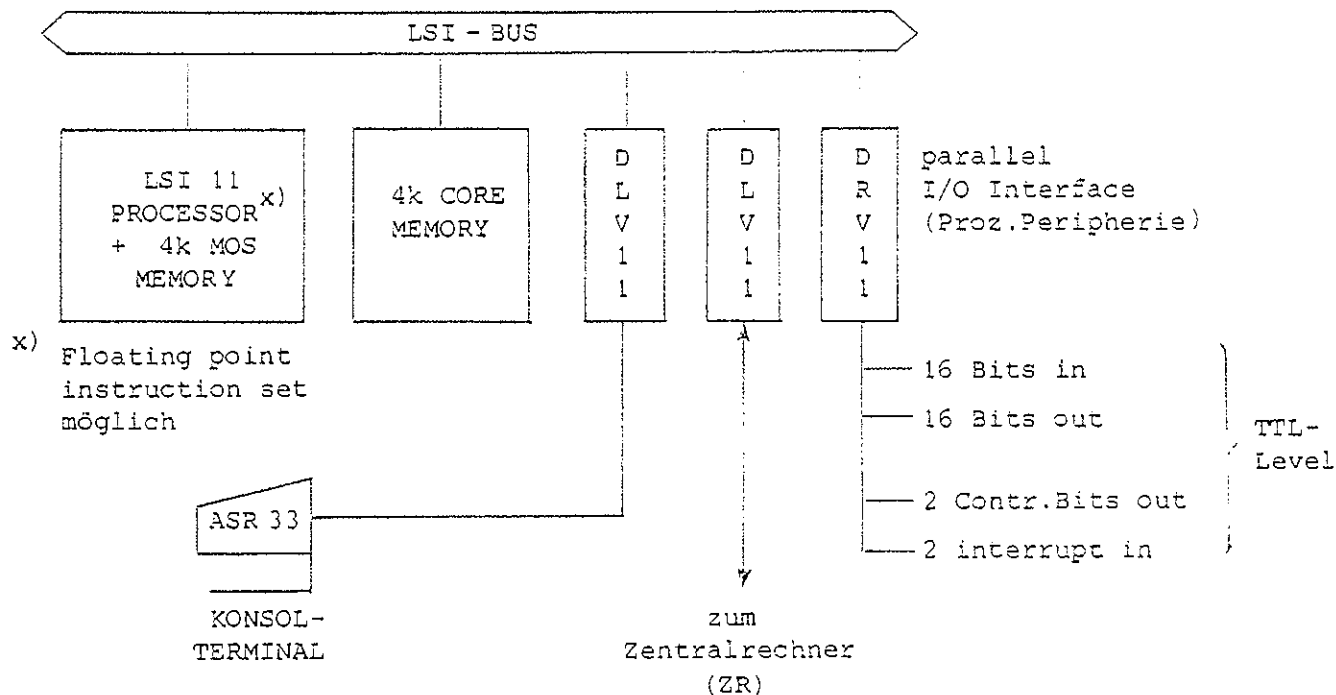 LSI - BUS
LSI 11
PROCESSOR x)
+ 4k MOS
MEMORY
4k CORE
MEMORY
D
L
V
1
1
D
L
V
1
1
D
R
V
1
1
parallel
I/O Interface
(Proz.Peripherie)
x) Floating point
instruction set
möglich
16 Bits in
16 Bits out
2 Contr.Bits out
2 interrupt in
TTL-
Level
ASR 33
KONSOL-
TERMINAL
zum
Zentralrechner
(ZR)